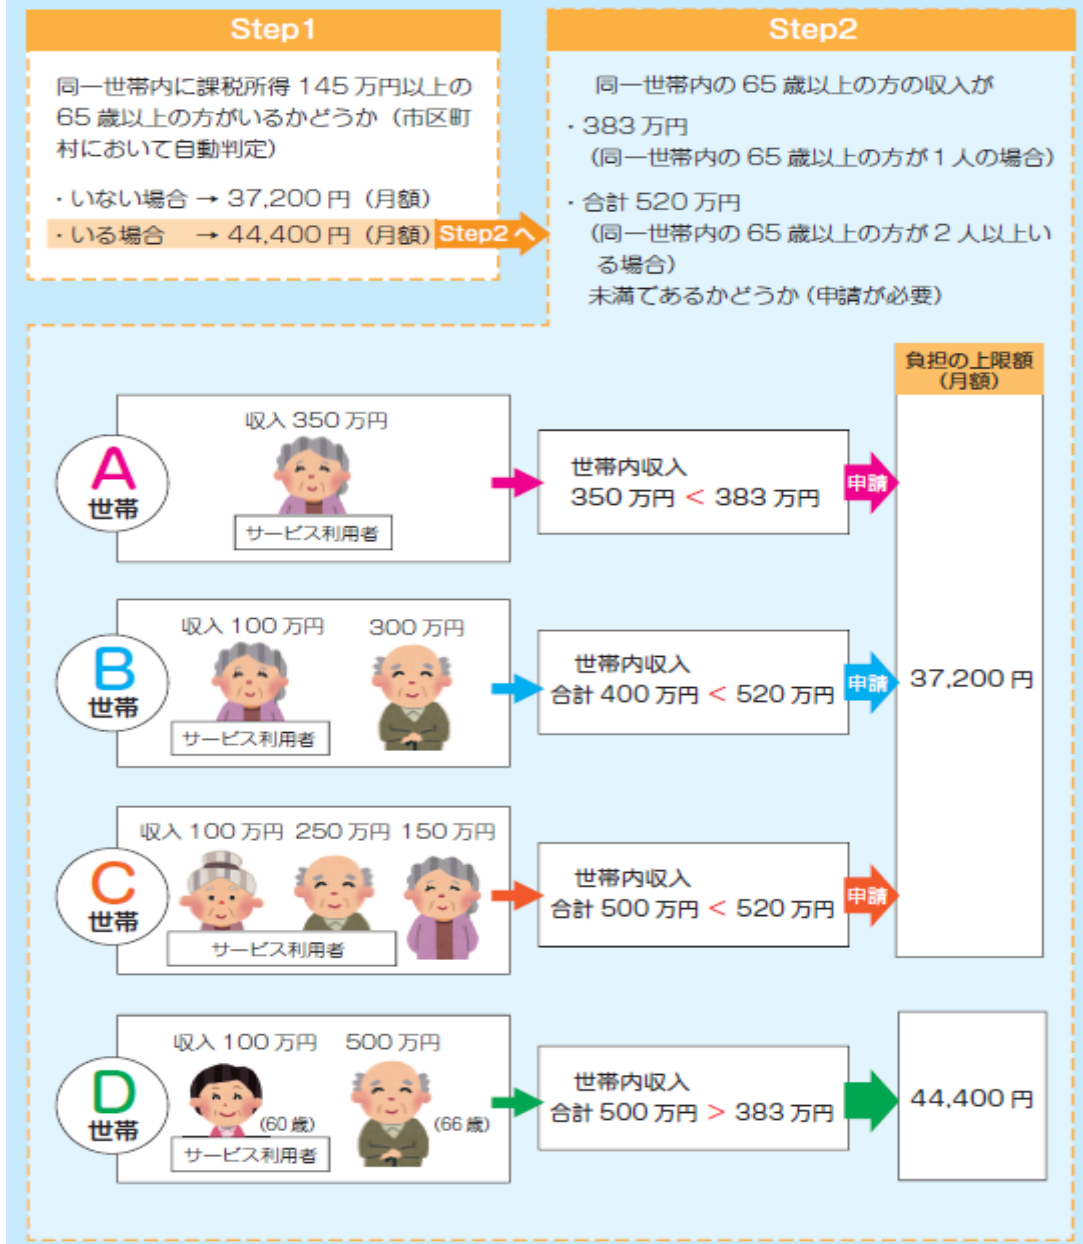 Step1
同一世帯内に課税所得 145 万円以上の
65 歳以上の方がいるかどうか（市区町
村において自動判定）
・いない場合 → 37,200 円（月額）
・いる場合 → 44,400 円（月額）
Step2 へ
Step2
同一世帯内の 65 歳以上の方の収入が
・383 万円
（同一世帯内の 65 歳以上の方が 1 人の場合）
・合計 520 万円
（同一世帯内の 65 歳以上の方が 2 人以上い
る場合）
未満であるかどうか（申請が必要）
負担の上限額
（月額）
A
世帯
収入 350 万円
サービス利用者
世帯内収入
350 万円 < 383 万円
申請
B
世帯
収入 100 万円 300 万円
サービス利用者
世帯内収入
合計 400 万円 < 520 万円
申請
37,200 円
C
世帯
収入 100 万円 250 万円 150 万円
サービス利用者
世帯内収入
合計 500 万円 < 520 万円
申請
D
世帯
収入 100 万円 500 万円
(60 歳) (66 歳)
サービス利用者
世帯内収入
合計 500 万円 > 383 万円
44,400 円